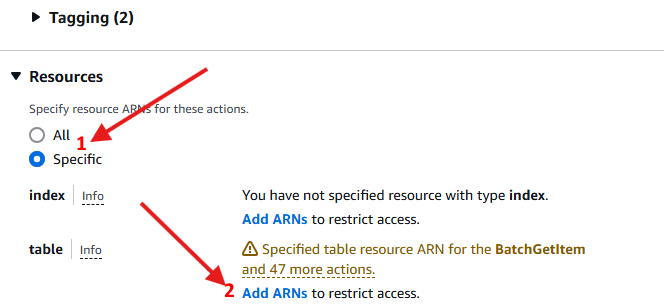 Tagging (2)
Resources
Specify resource ARNs for these actions.
All
1
Specific
index Info You have not specified resource with type index.
Add ARNs to restrict access.
table Info Specified table resource ARN for the BatchGetItem
and 47 more actions.
2 Add ARNs to restrict access.